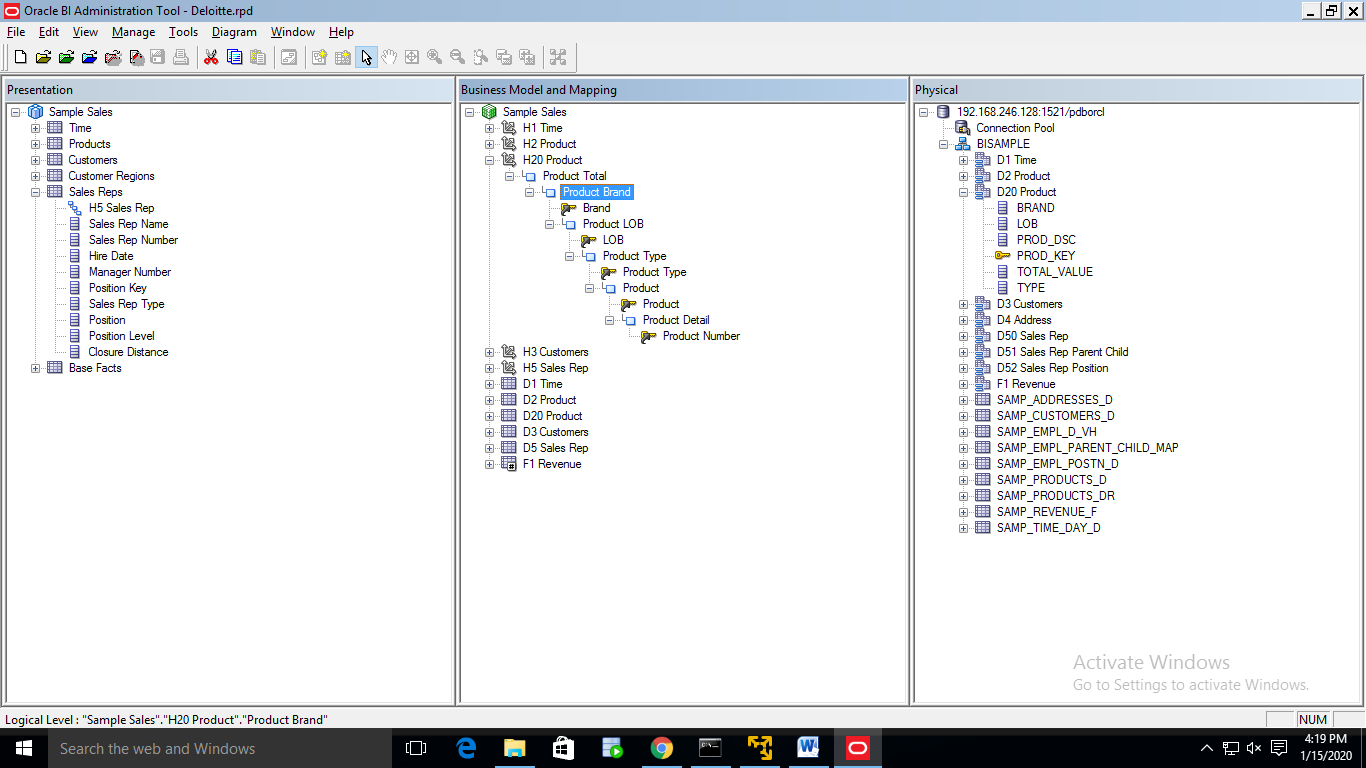 Oracle BI Administration Tool - Deloitte.rpd
File Edit View Manage Tools Diagram Window Help
Presentation
Sample Sales
Time
Products
Customers
Customer Regions
Sales Reps
H5 Sales Rep
Sales Rep Name
Sales Rep Number
Hire Date
Manager Number
Position Key
Sales Rep Type
Position
Position Level
Closure Distance
Base Facts
Business Model and Mapping
Sample Sales
H1 Time
H2 Product
H20 Product
Product Total
Product Brand
Brand
Product LOB
LOB
Product Type
Product Type
Product
Product
Product Detail
Product Number
H3 Customers
H5 Sales Rep
D1 Time
D2 Product
D20 Product
D3 Customers
D5 Sales Rep
F1 Revenue
Physical
192.168.246.128:1521/pdborcl
Connection Pool
BISAMPLE
D1 Time
D2 Product
D20 Product
BRAND
LOB
PROD_DSC
PROD_KEY
TOTAL_VALUE
TYPE
D3 Customers
D4 Address
D50 Sales Rep
D51 Sales Rep Parent Child
D52 Sales Rep Position
F1 Revenue
SAMP_ADDRESSES_D
SAMP_CUSTOMERS_D
SAMP_EMPL_D_VH
SAMP_EMPL_PARENT_CHILD_MAP
SAMP_EMPL_POSTN_D
SAMP_PRODUCTS_D
SAMP_PRODUCTS_DR
SAMP_REVENUE_F
SAMP_TIME_DAY_D
Activate Windows
Go to Settings to activate Windows.
Logical Level : "Sample Sales"."H20 Product"."Product Brand"
NUM
Search the web and Windows
4:19 PM
1/15/2020